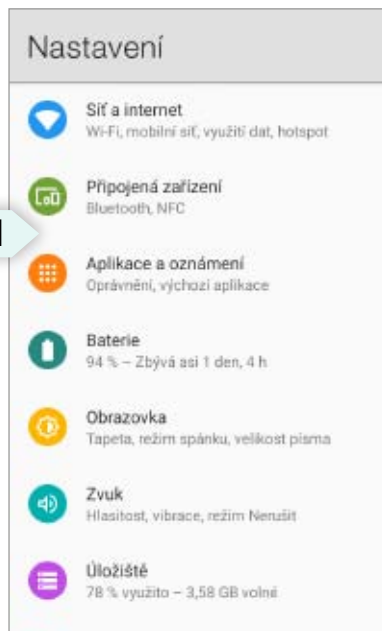 Nastavení
Síť a internet
Wi-Fi, mobilní síť, využití dat, hotspot
Připojená zařízení
Bluetooth, NFC
Aplikace a oznámení
Oprávnění, výchozí aplikace
Baterie
94 % – Zbývá asi 1 den, 4 h
Obrazovka
Tapeta, režim spánku, velikost písma
Zvuk
Hlasitost, vibrace, režim Nerušit
Úložiště
78 % využito – 3,58 GB volné